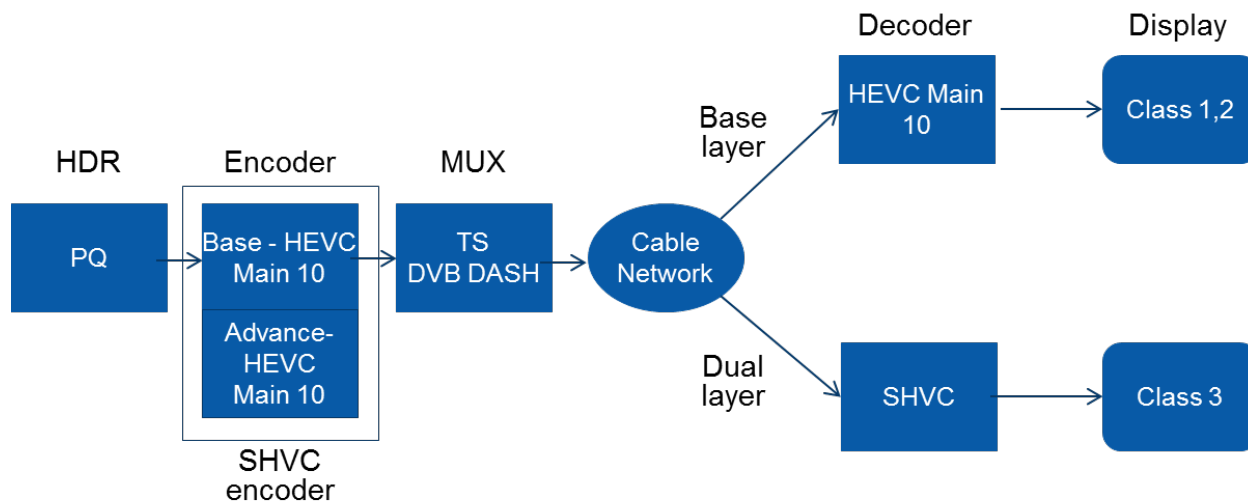 Decoder
Display
HEVC Main
10
Class 1,2
Base
layer
HDR
Encoder
MUX
PQ
Base - HEVC
Main 10
TS
DVB DASH
Cable
Network
Advance-
HEVC
Main 10
Dual
layer
SHVC
Class 3
SHVC
encoder